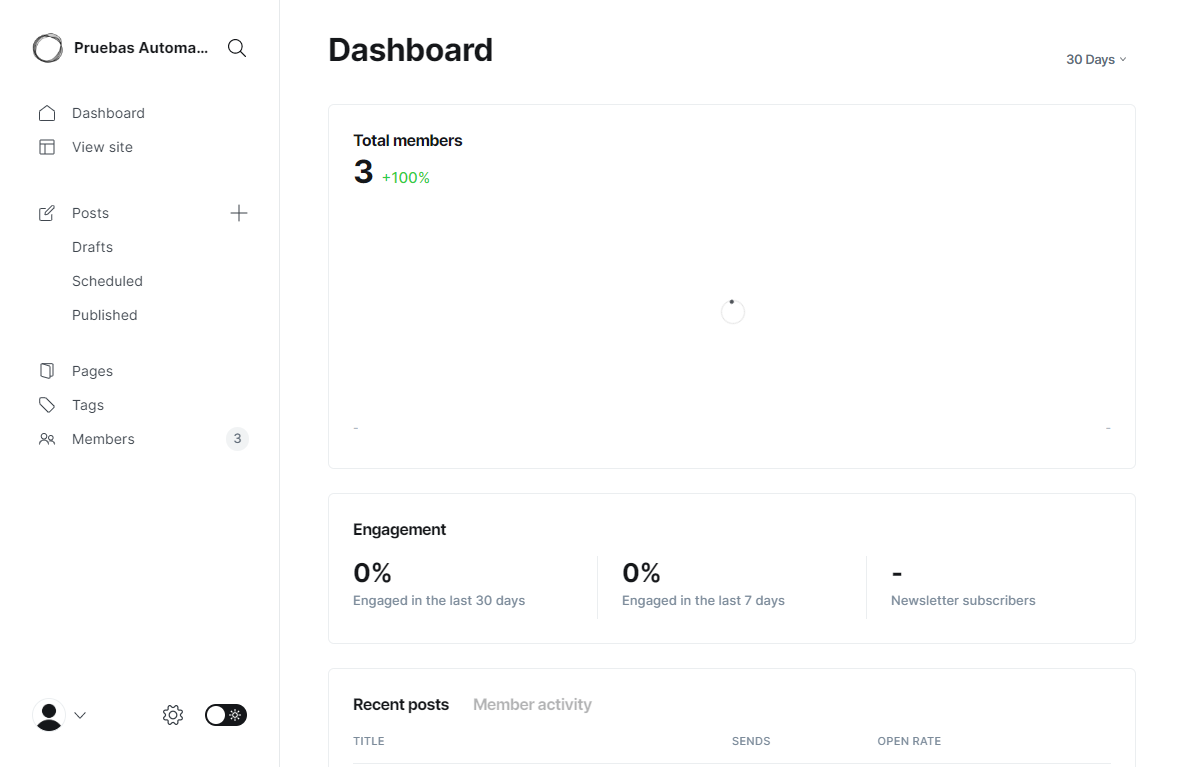 Pruebas Automa...
Dashboard
View site
Posts
Drafts
Scheduled
Published
Pages
Tags
Members 3
Dashboard
30 Days
Total members
3 +100%
- -
Engagement
0%
Engaged in the last 30 days
0%
Engaged in the last 7 days
-
Newsletter subscribers
Recent posts Member activity
TITLE SENDS OPEN RATE